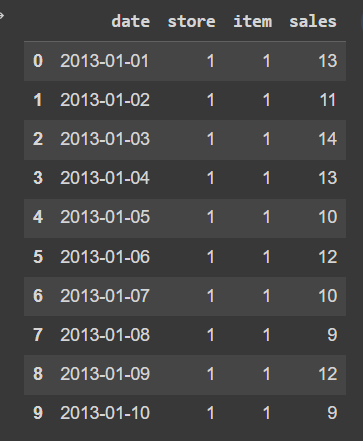 date store item sales
0 2013-01-01 1 1 13
1 2013-01-02 1 1 11
2 2013-01-03 1 1 14
3 2013-01-04 1 1 13
4 2013-01-05 1 1 10
5 2013-01-06 1 1 12
6 2013-01-07 1 1 10
7 2013-01-08 1 1 9
8 2013-01-09 1 1 12
9 2013-01-10 1 1 9